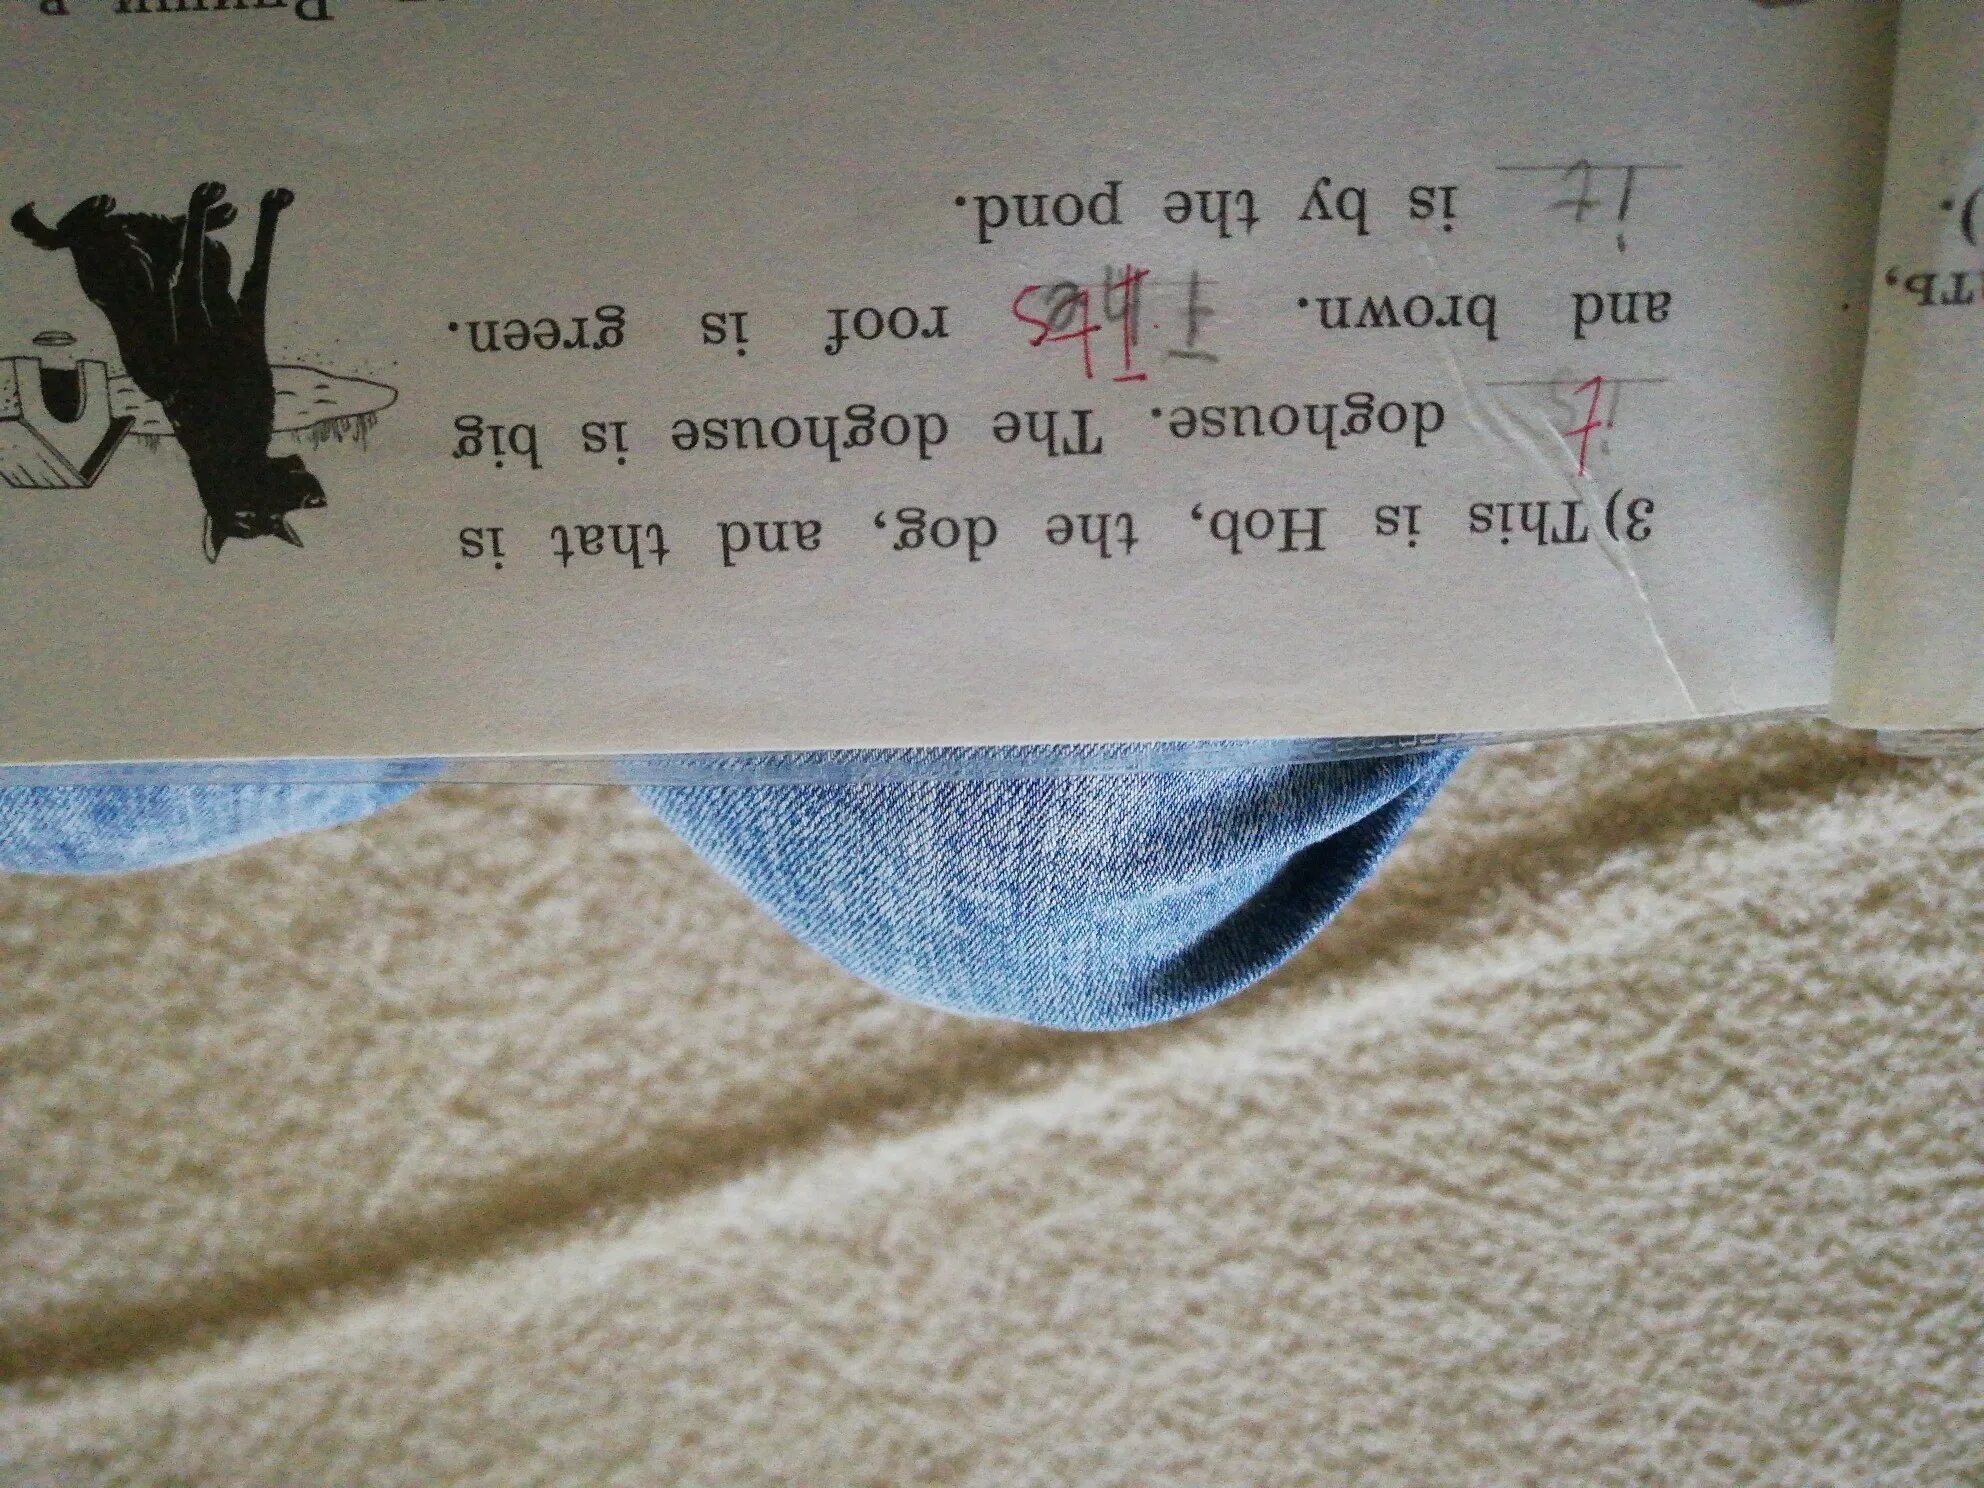 3) This is Hob, the dog, and that is
doghouse. The doghouse is big
and brown. Its roof is green.
it is by the pond.
ть,
).